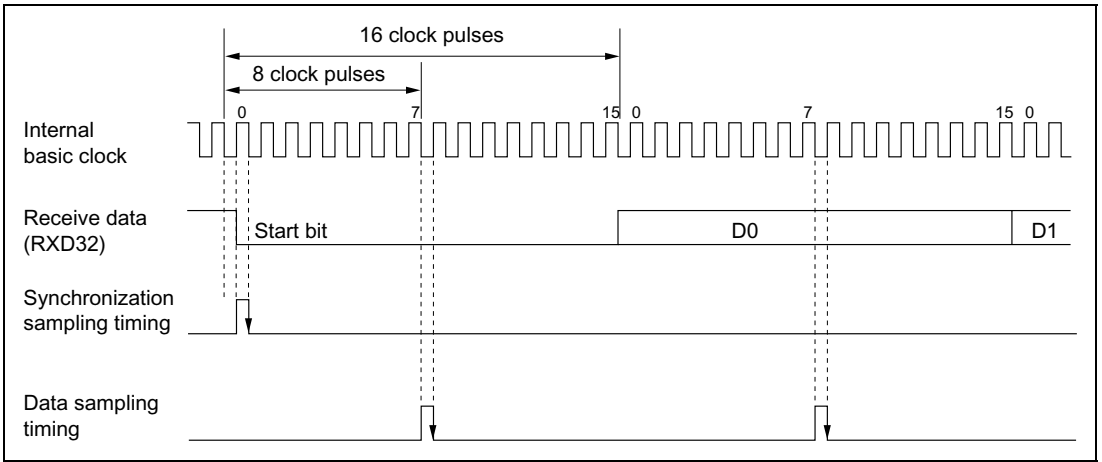 16 clock pulses
8 clock pulses
0 7 15 0 7 15 0
Internal
basic clock
Receive data
(RXD32)
Start bit D0 D1
Synchronization
sampling timing
Data sampling
timing